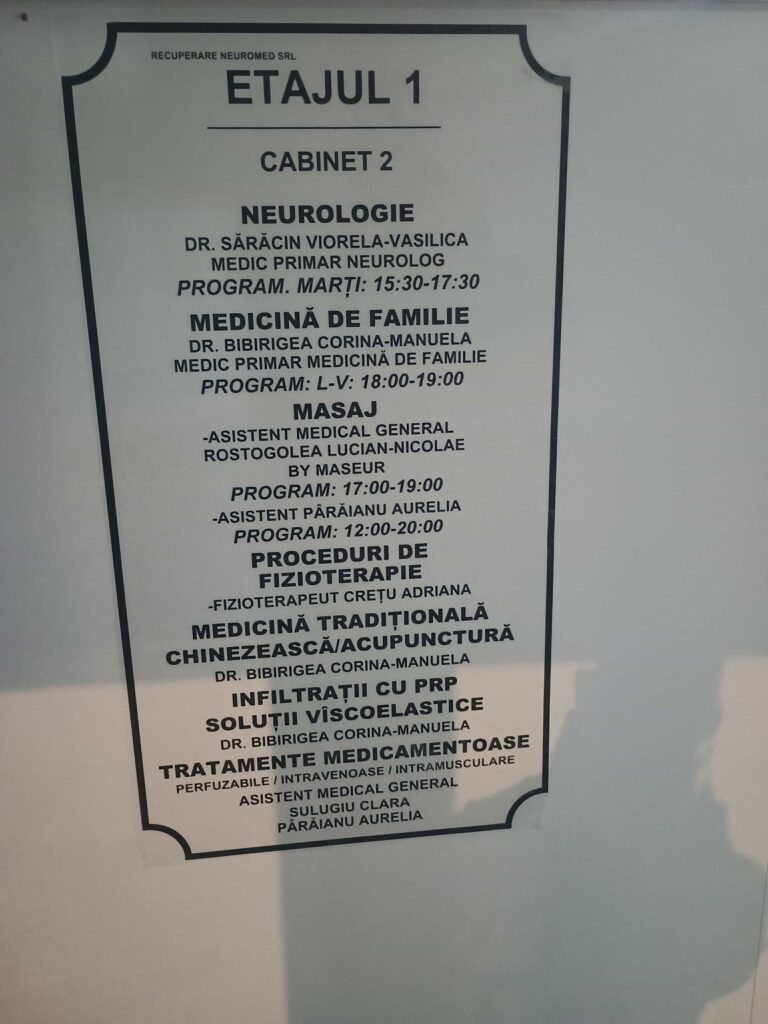 RECUPERARE NEUROMED SRL
ETAJUL 1
CABINET 2
NEUROLOGIE
DR. SĂRĂCIN VIORELA-VASILICA
MEDIC PRIMAR NEUROLOG
PROGRAM. MARȚI: 15:30-17:30
MEDICINĂ DE FAMILIE
DR. BIBIRIGEA CORINA-MANUELA
MEDIC PRIMAR MEDICINĂ DE FAMILIE
PROGRAM: L-V: 18:00-19:00
MASAJ
-ASISTENT MEDICAL GENERAL
ROSTOGOLEA LUCIAN-NICOLAE
BY MASEUR
PROGRAM: 17:00-19:00
-ASISTENT PÂRĂIANU AURELIA
PROGRAM: 12:00-20:00
PROCEDURI DE
FIZIOTERAPIE
-FIZIOTERAPEUT CREȚU ADRIANA
MEDICINĂ TRADIȚIONALĂ
CHINEZEASCĂ/ACUPUNCTURĂ
DR. BIBIRIGEA CORINA-MANUELA
INFILTRAȚII CU PRP
SOLUȚII VÎSCOELASTICE
DR. BIBIRIGEA CORINA-MANUELA
TRATAMENTE MEDICAMENTOASE
PERFUZABILE / INTRAVENOASE / INTRAMUSCULARE
ASISTENT MEDICAL GENERAL
SULUGIU CLARA
PÂRĂIANU AURELIA